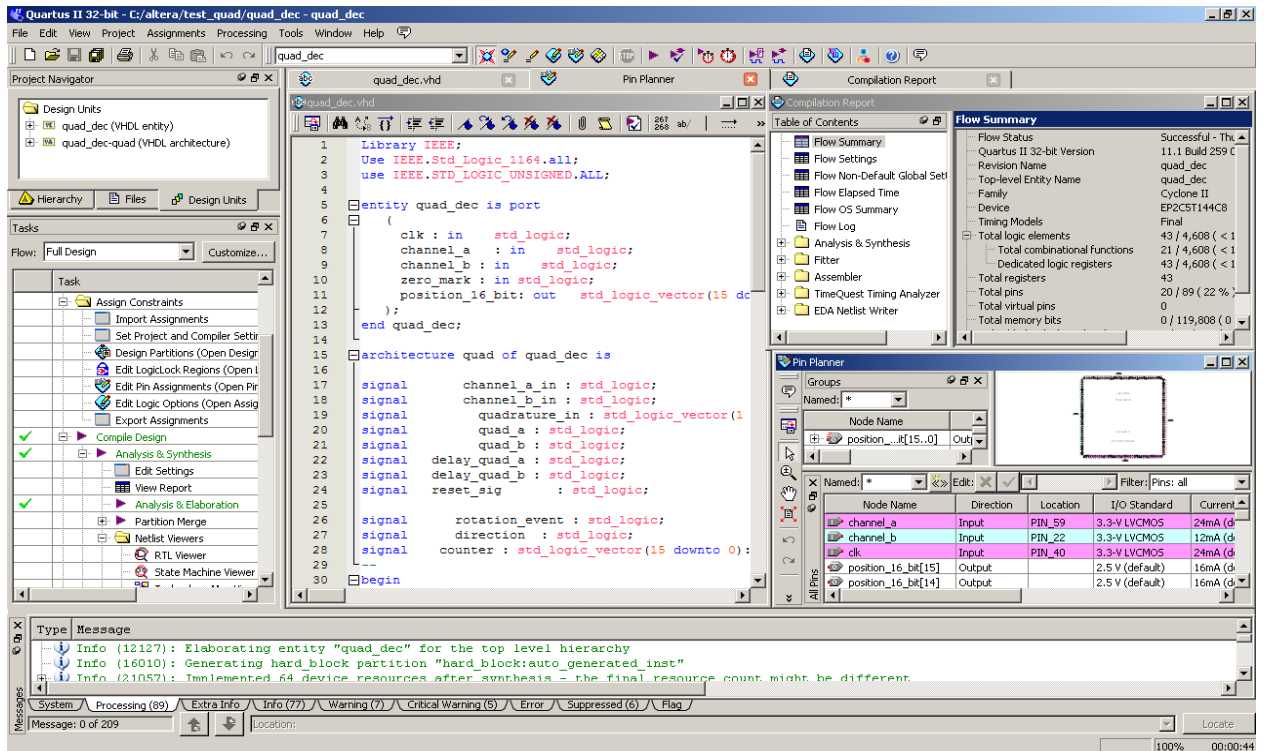 Quartus II 32-bit - C:/altera/test_quad/quad_dec - quad_dec
File Edit View Project Assignments Processing Tools Window Help
quad_dec
Project Navigator
Design Units
quad_dec (VHDL entity)
quad_dec-quad (VHDL architecture)
Hierarchy Files Design Units
Tasks
Flow: Full Design Customize...
Task
Assign Constraints
Import Assignments
Set Project and Compiler Settir
Design Partitions (Open Design
Edit LogicLock Regions (Open L
Edit Pin Assignments (Open Pir
Edit Logic Options (Open Assig
Export Assignments
Compile Design
Analysis & Synthesis
Edit Settings
View Report
Analysis & Elaboration
Partition Merge
Netlist Viewers
RTL Viewer
State Machine Viewer
quad_dec.vhd Pin Planner Compilation Report
quad_dec.vhd
267
268 ab/
1 Library IEEE;
2 Use IEEE.Std_Logic_1164.all;
3 use IEEE.STD_LOGIC_UNSIGNED.ALL;
4
5 entity quad_dec is port
6 (
7 clk : in std_logic;
8 channel_a : in std_logic;
9 channel_b : in std_logic;
10 zero_mark : in std_logic;
11 position_16_bit: out std_logic_vector(15 dc
12 );
13 end quad_dec;
14
15 architecture quad of quad_dec is
16
17 signal channel_a_in : std_logic;
18 signal channel_b_in : std_logic;
19 signal quadrature_in : std_logic_vector(1
20 signal quad_a : std_logic;
21 signal quad_b : std_logic;
22 signal delay_quad_a : std_logic;
23 signal delay_quad_b : std_logic;
24 signal reset_sig : std_logic;
25
26 signal rotation_event : std_logic;
27 signal direction : std_logic;
28 signal counter : std_logic_vector(15 downto 0):
29 --
30 begin
Compilation Report
Table of Contents
Flow Summary
Flow Settings
Flow Non-Default Global Sett
Flow Elapsed Time
Flow OS Summary
Flow Log
Analysis & Synthesis
Fitter
Assembler
TimeQuest Timing Analyzer
EDA Netlist Writer
Flow Summary
Flow Status Successful - Thu
Quartus II 32-bit Version 11.1 Build 259 0
Revision Name quad_dec
Top-level Entity Name quad_dec
Family Cyclone II
Device EP2C5T144C8
Timing Models Final
Total logic elements 43 / 4,608 ( < 1
Total combinational functions 21 / 4,608 ( < 1
Dedicated logic registers 43 / 4,608 ( < 1
Total registers 43
Total pins 20 / 89 ( 22 % )
Total virtual pins 0
Total memory bits 0 / 119,808 ( 0
Pin Planner
Groups
Named: *
Node Name
position_...it[15..0] Outp
Named: * Edit: Filter: Pins: all
Node Name Direction Location I/O Standard Current
channel_a Input PIN_59 3.3-V LVCMOS 24mA (d
channel_b Input PIN_22 3.3-V LVCMOS 12mA (d
clk Input PIN_40 3.3-V LVCMOS 24mA (d
position_16_bit[15] Output 2.5 V (default) 16mA (d
position_16_bit[14] Output 2.5 V (default) 16mA (d
All Pins
Type Message
Info (12127): Elaborating entity "quad_dec" for the top level hierarchy
Info (16010): Generating hard_block partition "hard_block:auto_generated_inst"
Info (21057): Implemented 64 device resources after synthesis - the final resource count might be different
System Processing (89) Extra Info Info (77) Warning (7) Critical Warning (5) Error Suppressed (6) Flag
Messages
Message: 0 of 209 Location: Locate
100% 00:00:44